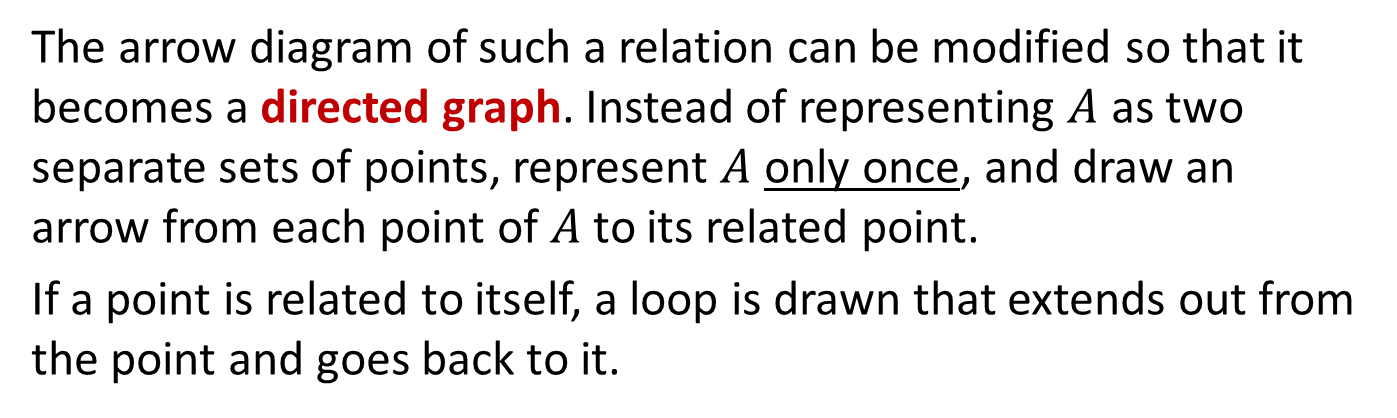 The arrow diagram of such a relation can be modified so that it
becomes a directed graph. Instead of representing A as two
separate sets of points, represent A only once, and draw an
arrow from each point of A to its related point.
If a point is related to itself, a loop is drawn that extends out from
the point and goes back to it.